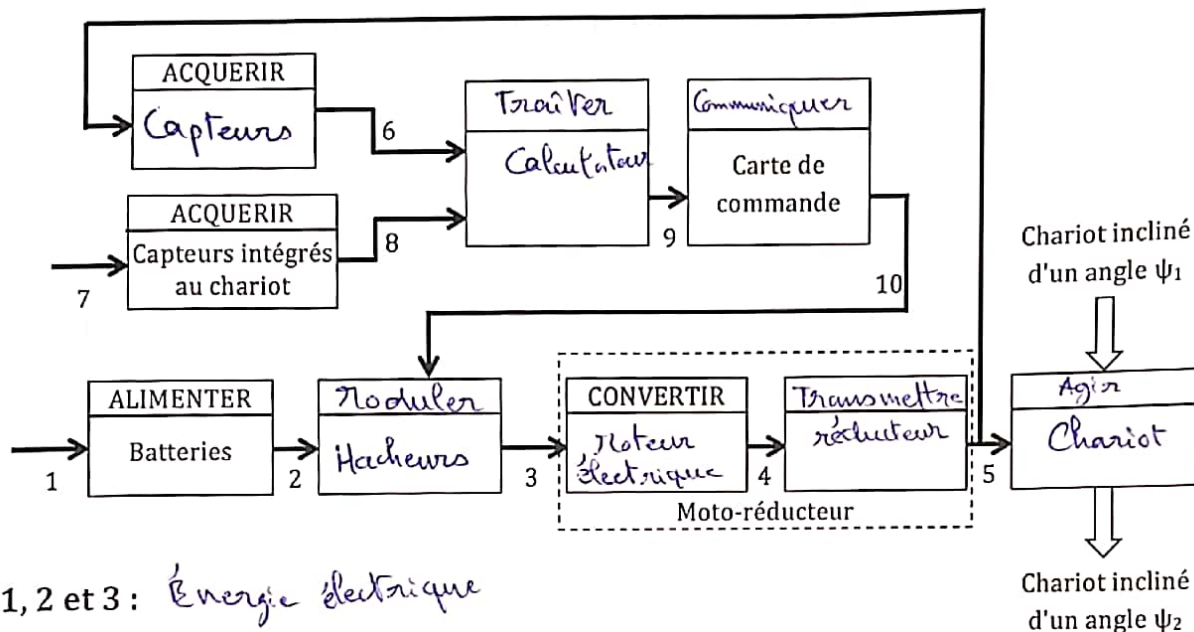 ACQUERIR
Capteurs
6
Traîter
Calculateur
Communiquer
Carte de
commande
ACQUERIR
Capteurs intégrés
au chariot
7
8
9
10
Chariot incliné
d'un angle ψ₁
ALIMENTER
Batteries
1
2
Moduler
Hacheurs
3
CONVERTIR
Moteur
électrique
4
Transmettre
réducteur
5
Agir
Chariot
Moto-réducteur
Chariot incliné
d'un angle ψ₂
1, 2 et 3 : Énergie électrique